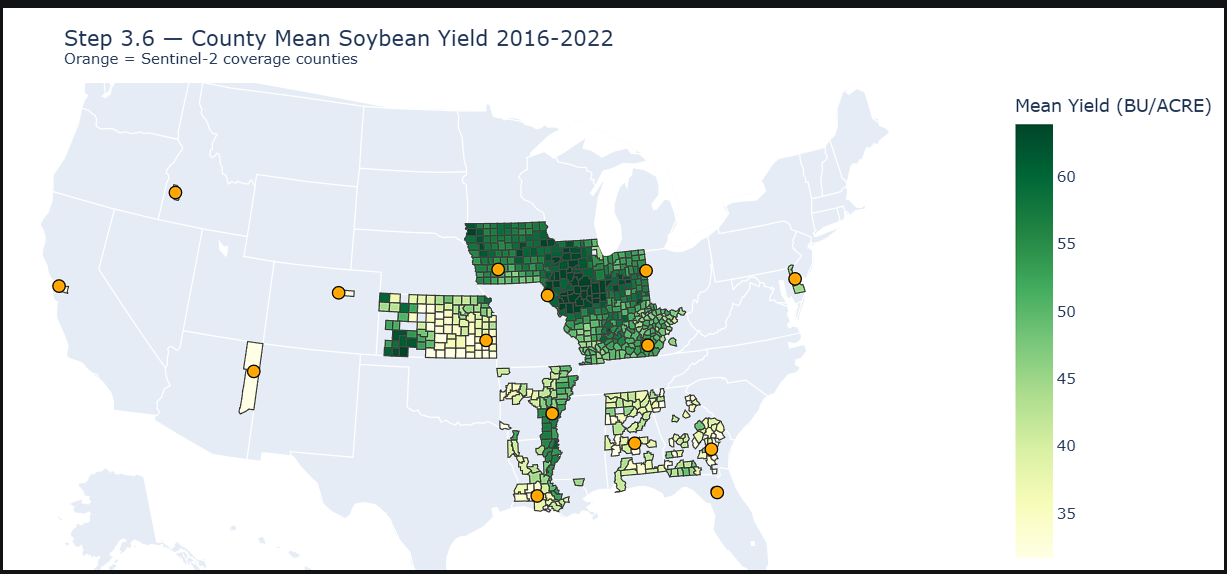 Step 3.6 — County Mean Soybean Yield 2016-2022
Orange = Sentinel-2 coverage counties
Mean Yield (BU/ACRE)
60
55
50
45
40
35